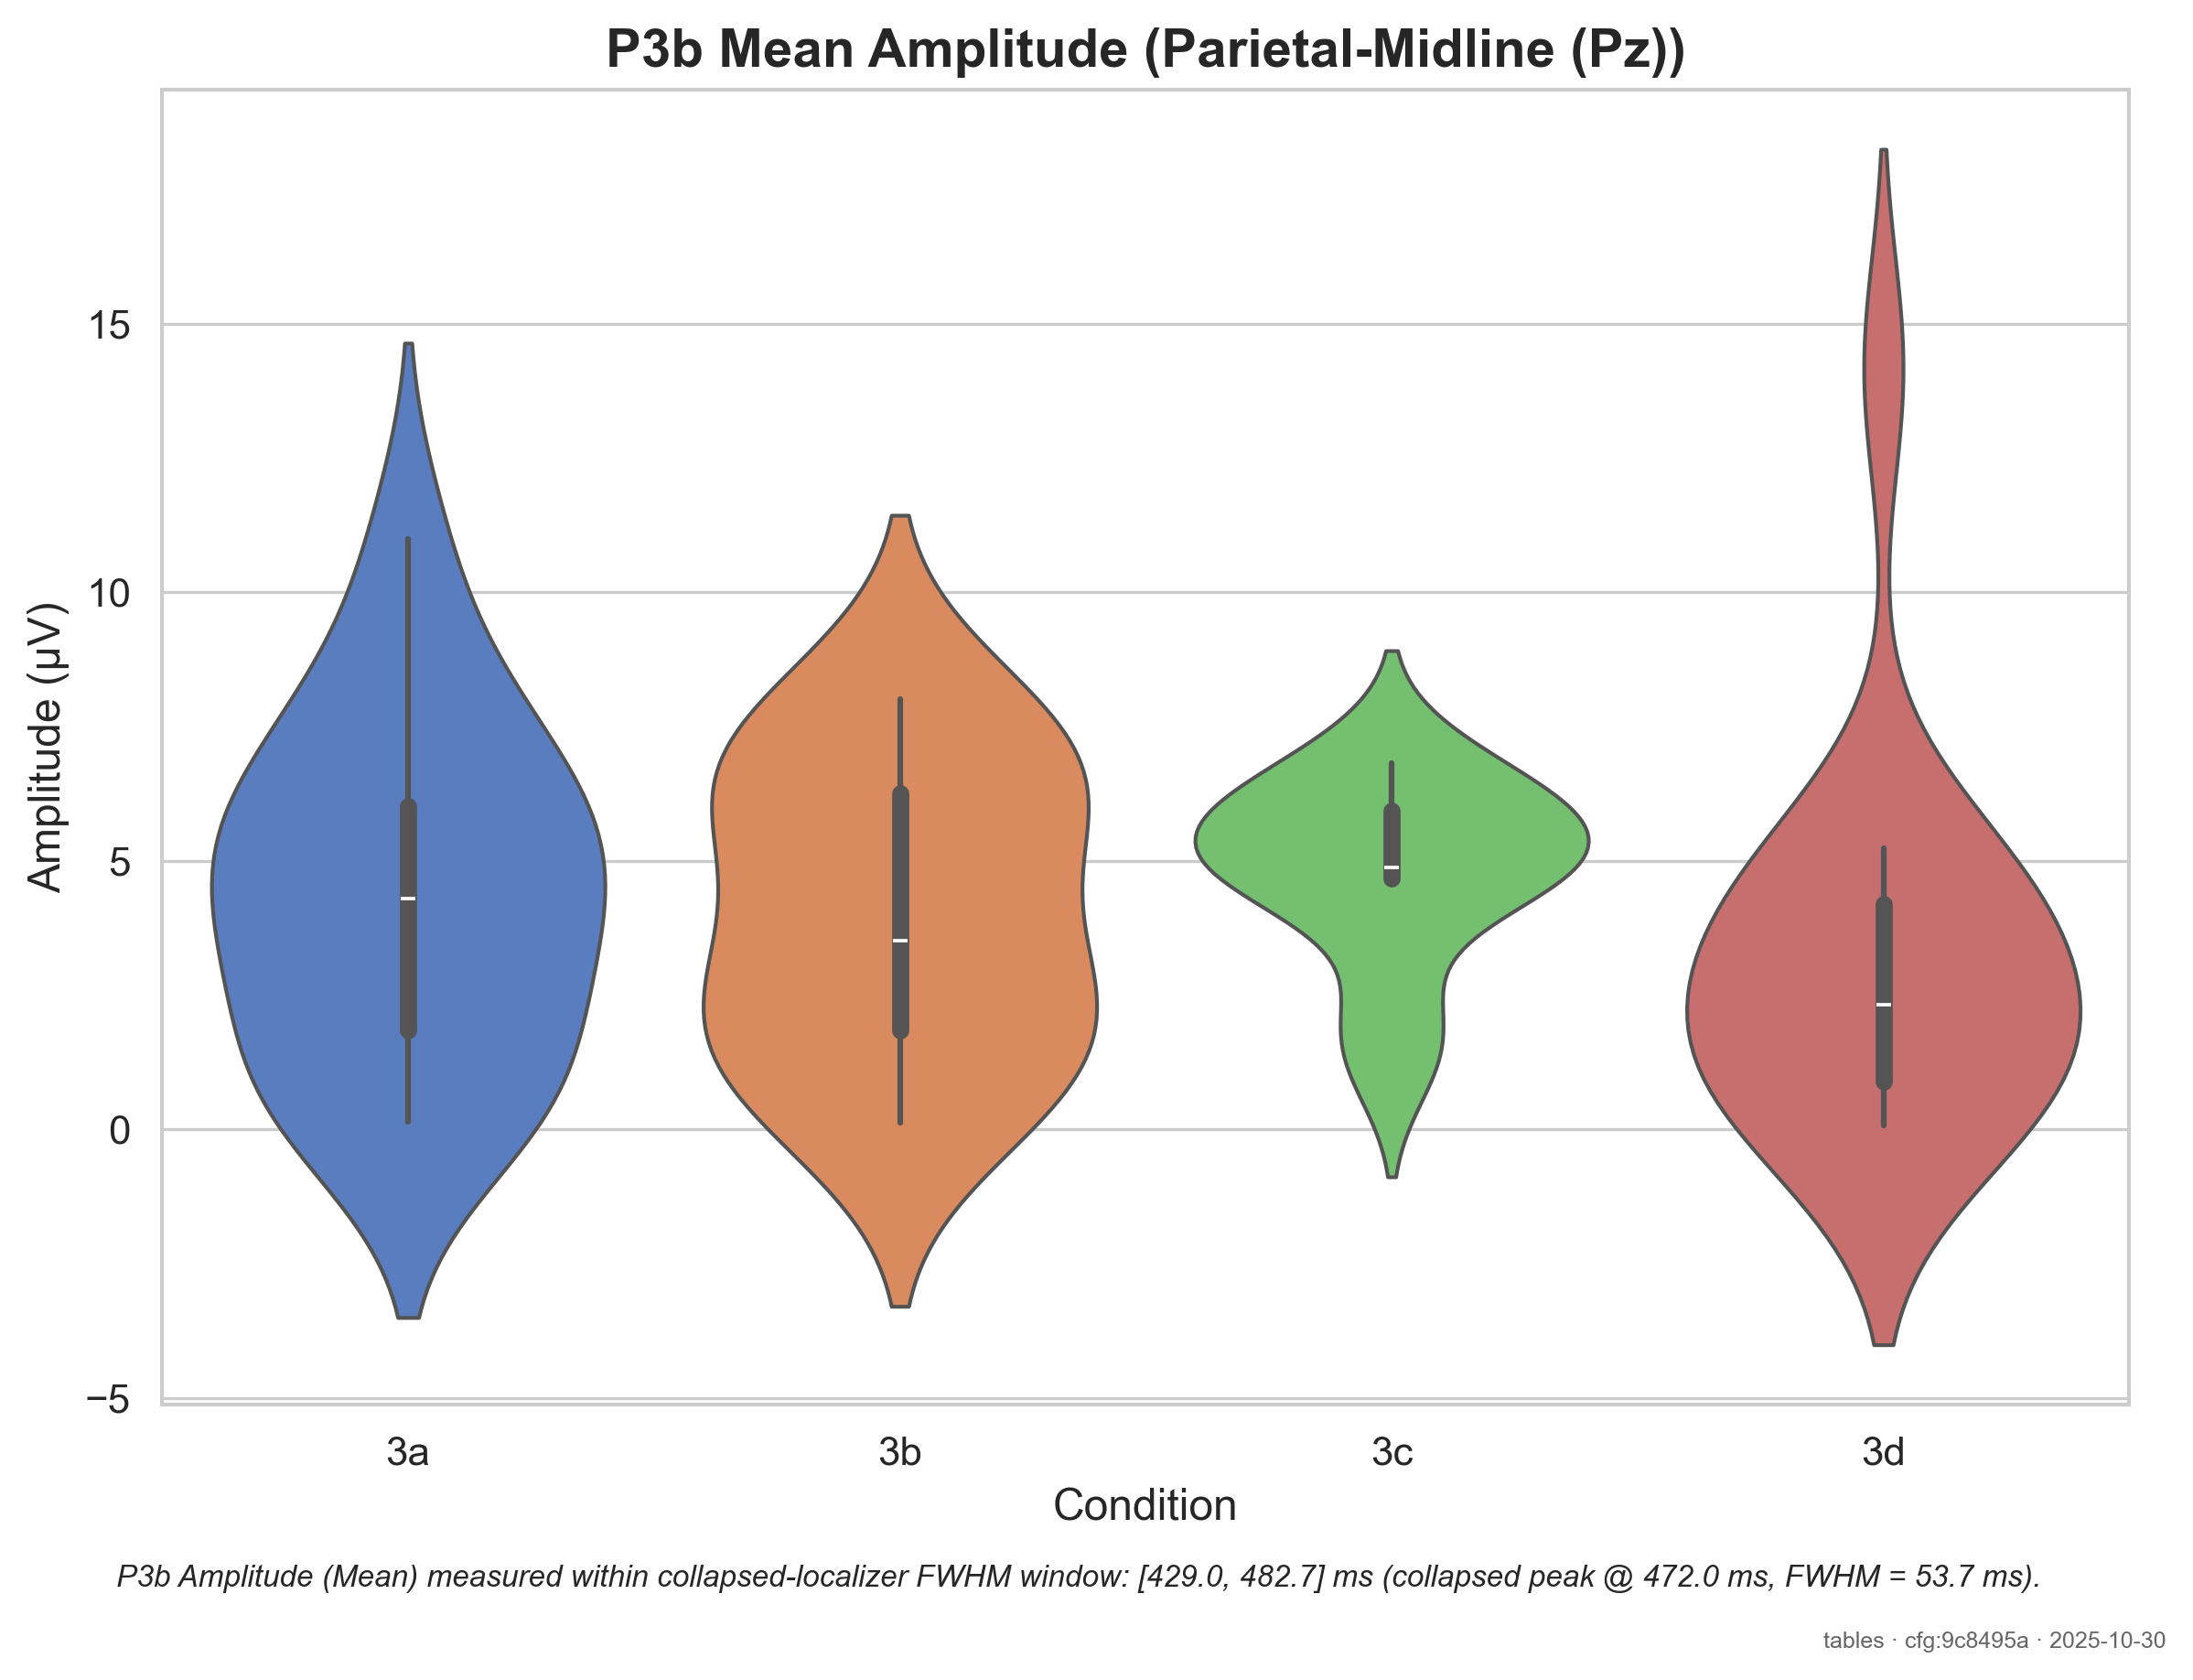 P3b Mean Amplitude (Parietal-Midline (Pz))
Amplitude (µV)
15
10
5
0
−5
3a 3b 3c 3d
Condition
P3b Amplitude (Mean) measured within collapsed-localizer FWHM window: [429.0, 482.7] ms (collapsed peak @ 472.0 ms, FWHM = 53.7 ms).
tables · cfg:9c8495a · 2025-10-30